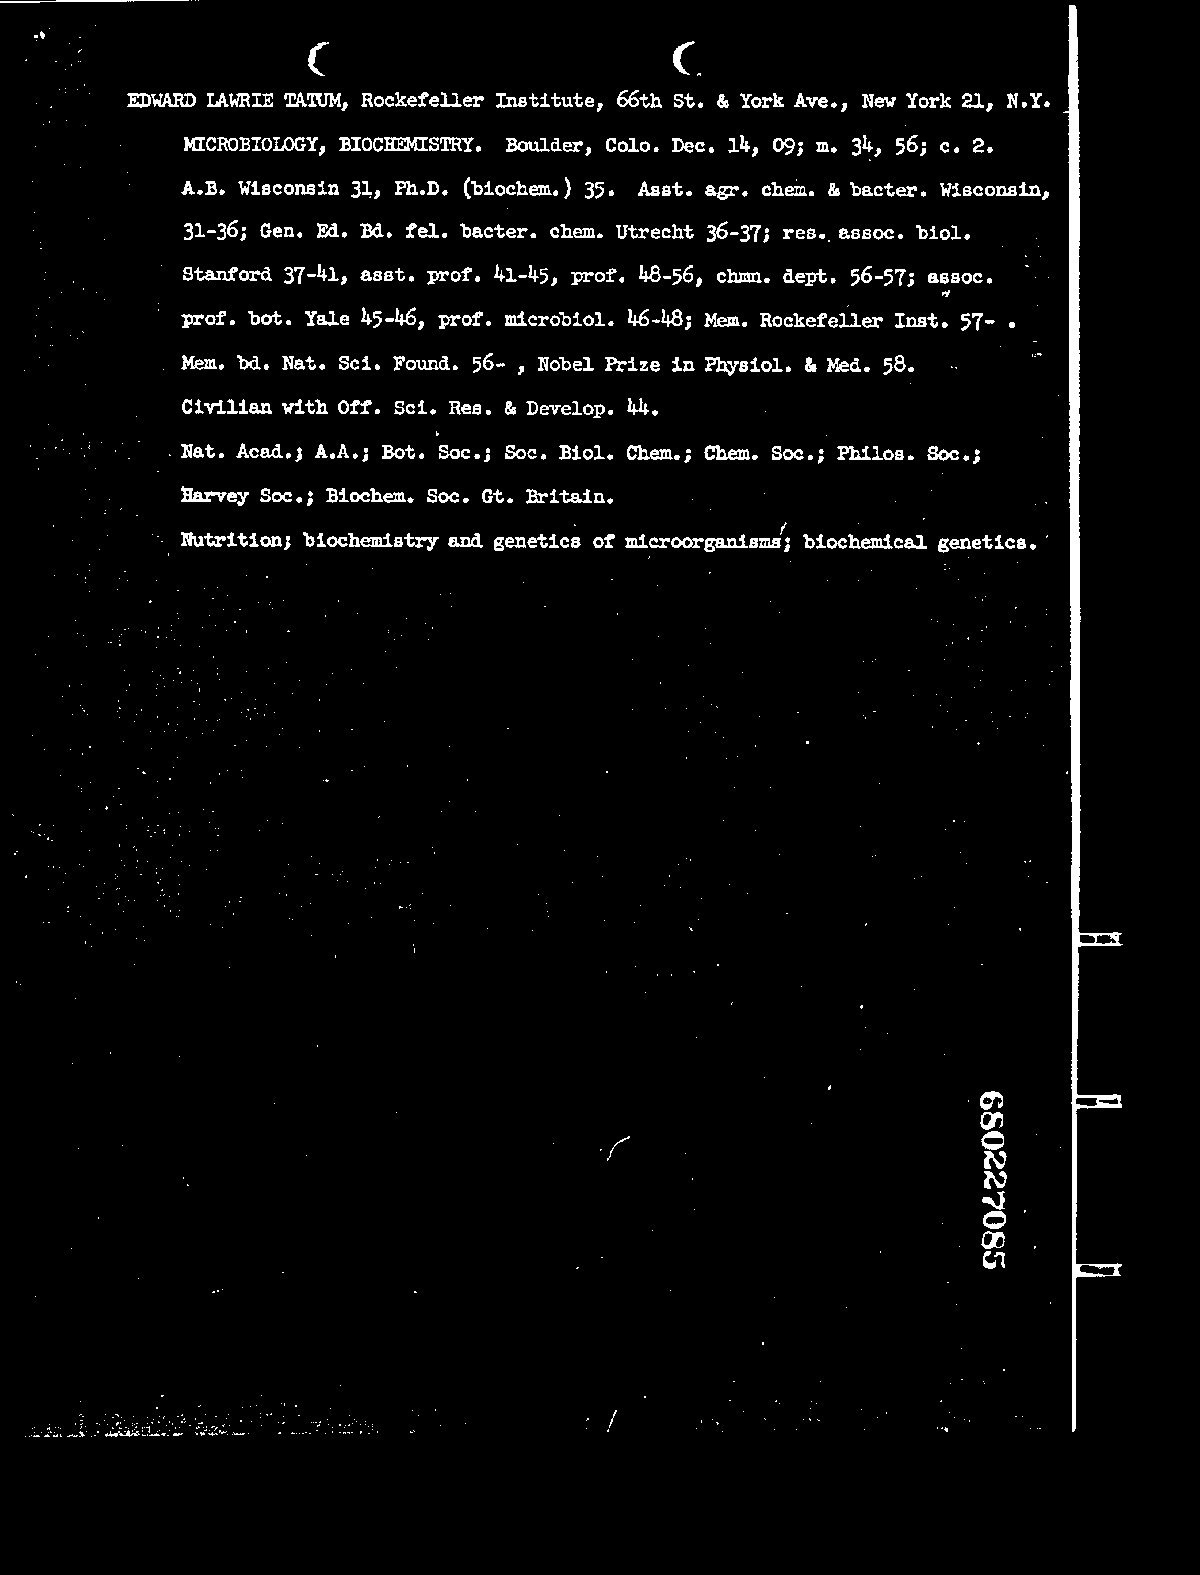 EDWARD LAWRIE TATUM, Rockefeller Institute, 66th St. & York Ave., New York 21, N.Y.
MICROBIOLOGY, BIOCHEMISTRY. Boulder, Colo. Dec. 14, 09; m. 34, 56; c. 2.
A.B. Wisconsin 31, Ph.D. (biochem.) 35. Asst. agr. chem. & bacter. Wisconsin,
31-36; Gen. Ed. Bd. fel. bacter. chem. Utrecht 36-37; res. assoc. biol.
Stanford 37-41, asst. prof. 41-45, prof. 48-56, chmn. dept. 56-57; assoc.
prof. bot. Yale 45-46, prof. microbiol. 46-48; Mem. Rockefeller Inst. 57- .
Mem. bd. Nat. Sci. Found. 56- , Nobel Prize in Physiol. & Med. 58.
Civilian with Off. Sci. Res. & Develop. 44.
Nat. Acad.; A.A.; Bot. Soc.; Soc. Biol. Chem.; Chem. Soc.; Philos. Soc.;
Harvey Soc.; Biochem. Soc. Gt. Britain.
Nutrition; biochemistry and genetics of microorganisms; biochemical genetics.
680227085